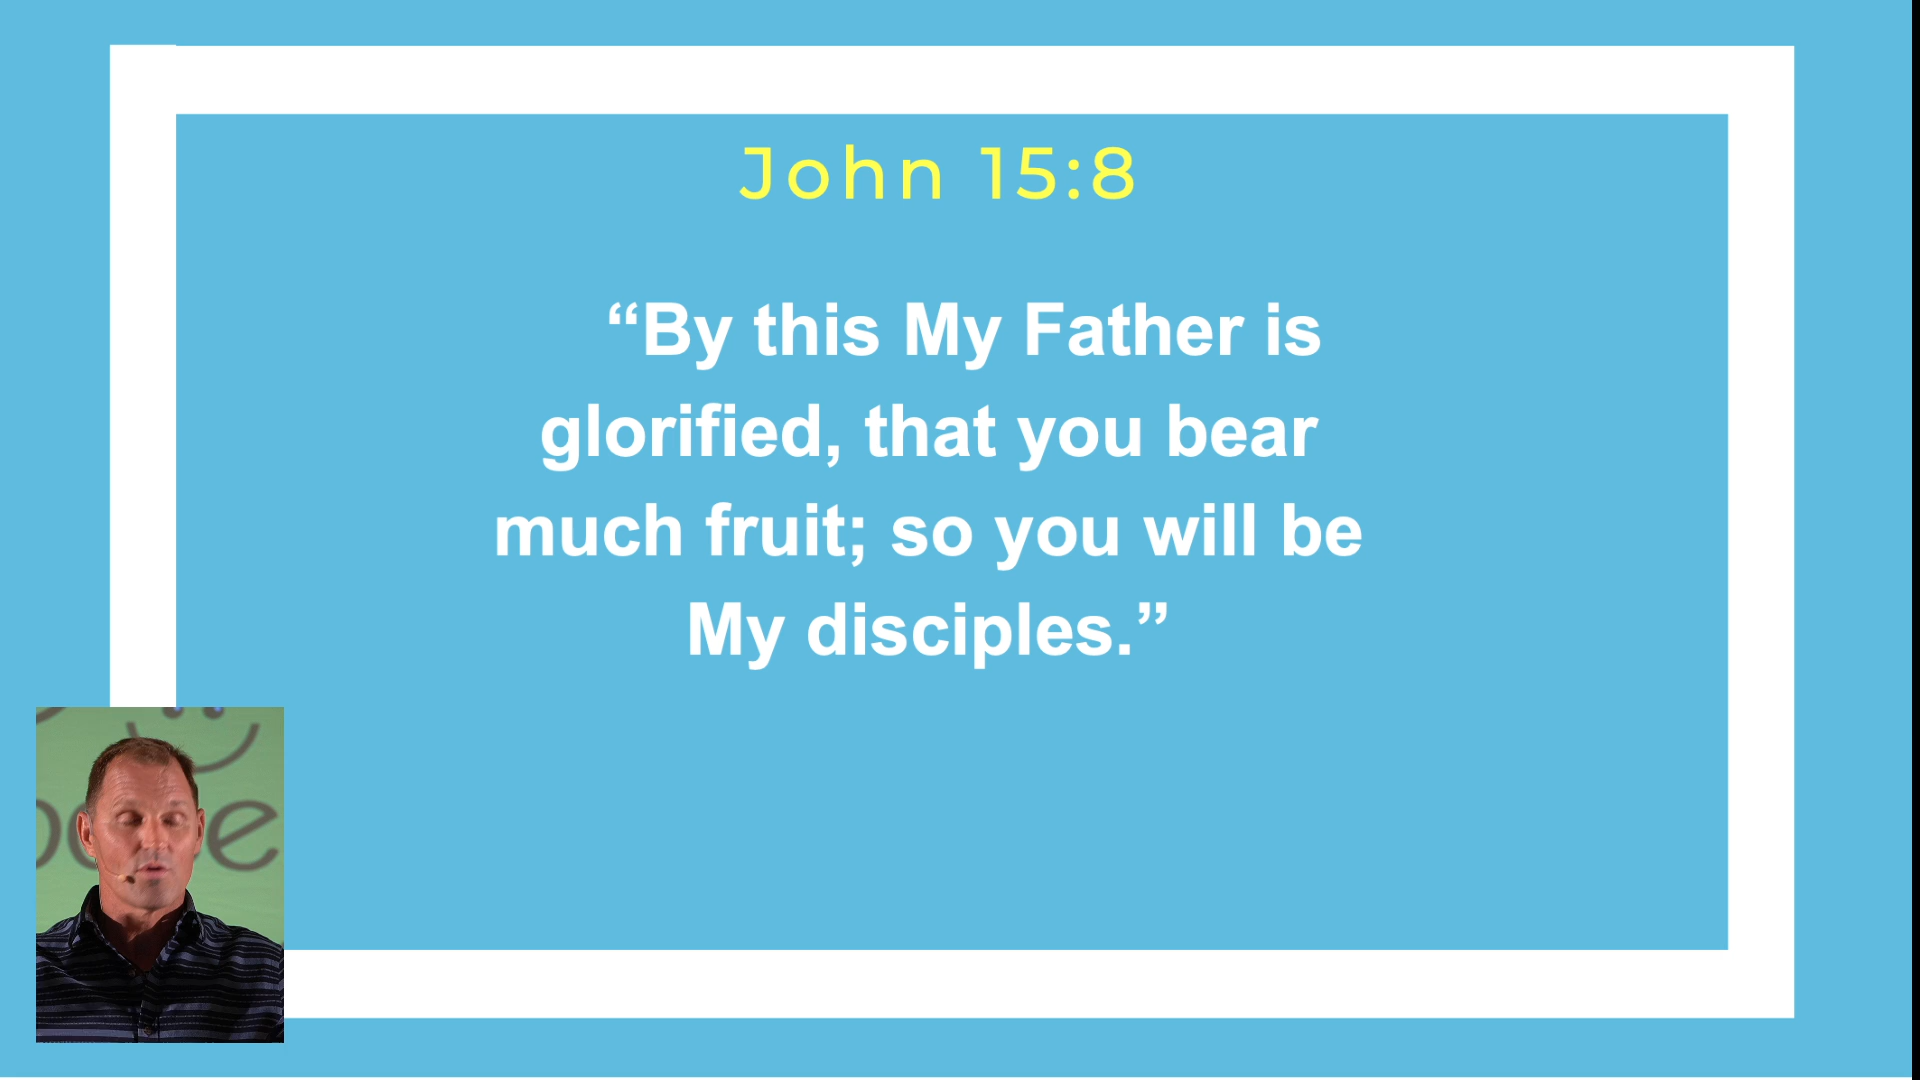 John 15:8
“By this My Father is
glorified, that you bear
much fruit; so you will be
My disciples.”